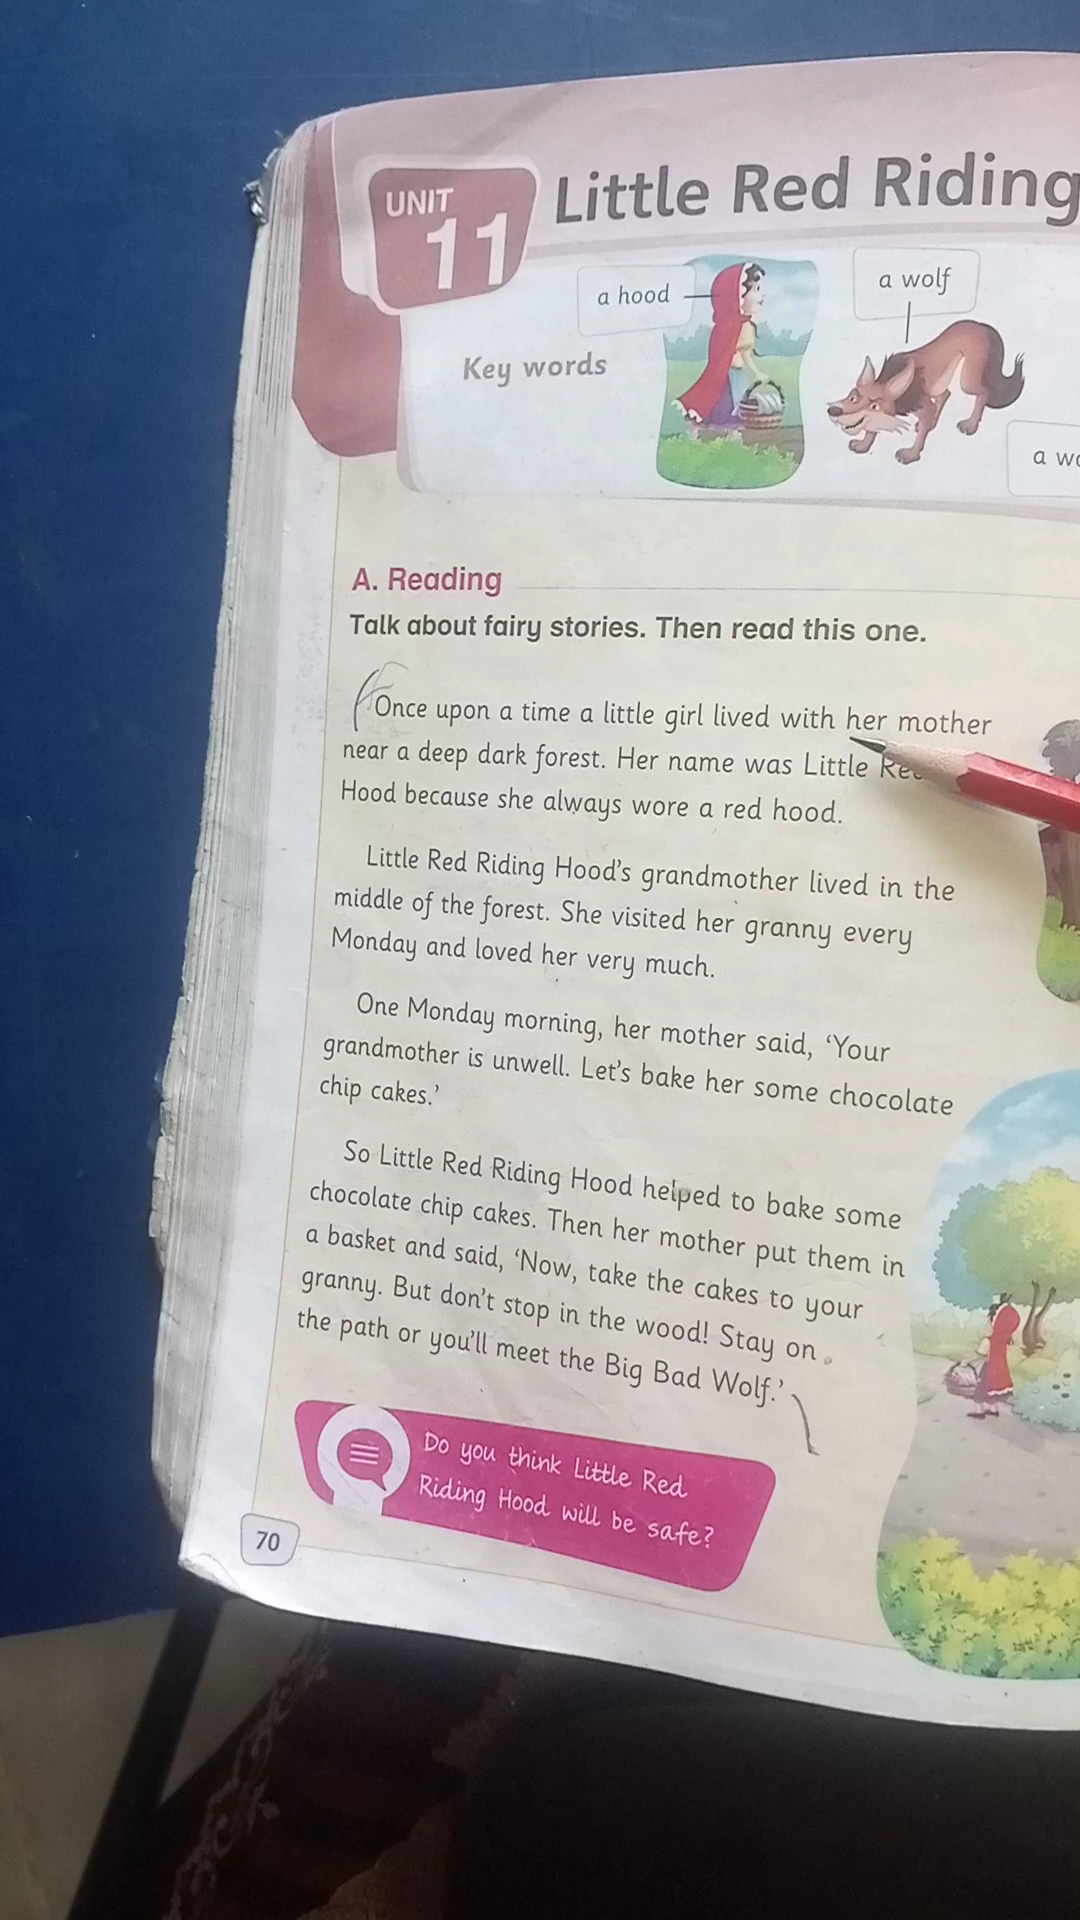 UNIT
11
Little Red Riding
a hood
a wolf
Key words
A. Reading
Talk about fairy stories. Then read this one.
Once upon a time a little girl lived with her mother
near a deep dark forest. Her name was Little
Hood because she always wore a red hood.
Little Red Riding Hood's grandmother lived in the
middle of the forest. She visited her granny every
Monday and loved her very much.
One Monday morning, her mother said, ‘Your
grandmother is unwell. Let's bake her some chocolate
chip cakes.’
So Little Red Riding Hood helped to bake some
chocolate chip cakes. Then her mother put them in
a basket and said, ‘Now, take the cakes to your
granny. But don't stop in the wood! Stay on
the path or you'll meet the Big Bad Wolf.’
Do you think Little Red
Riding Hood will be safe?
70